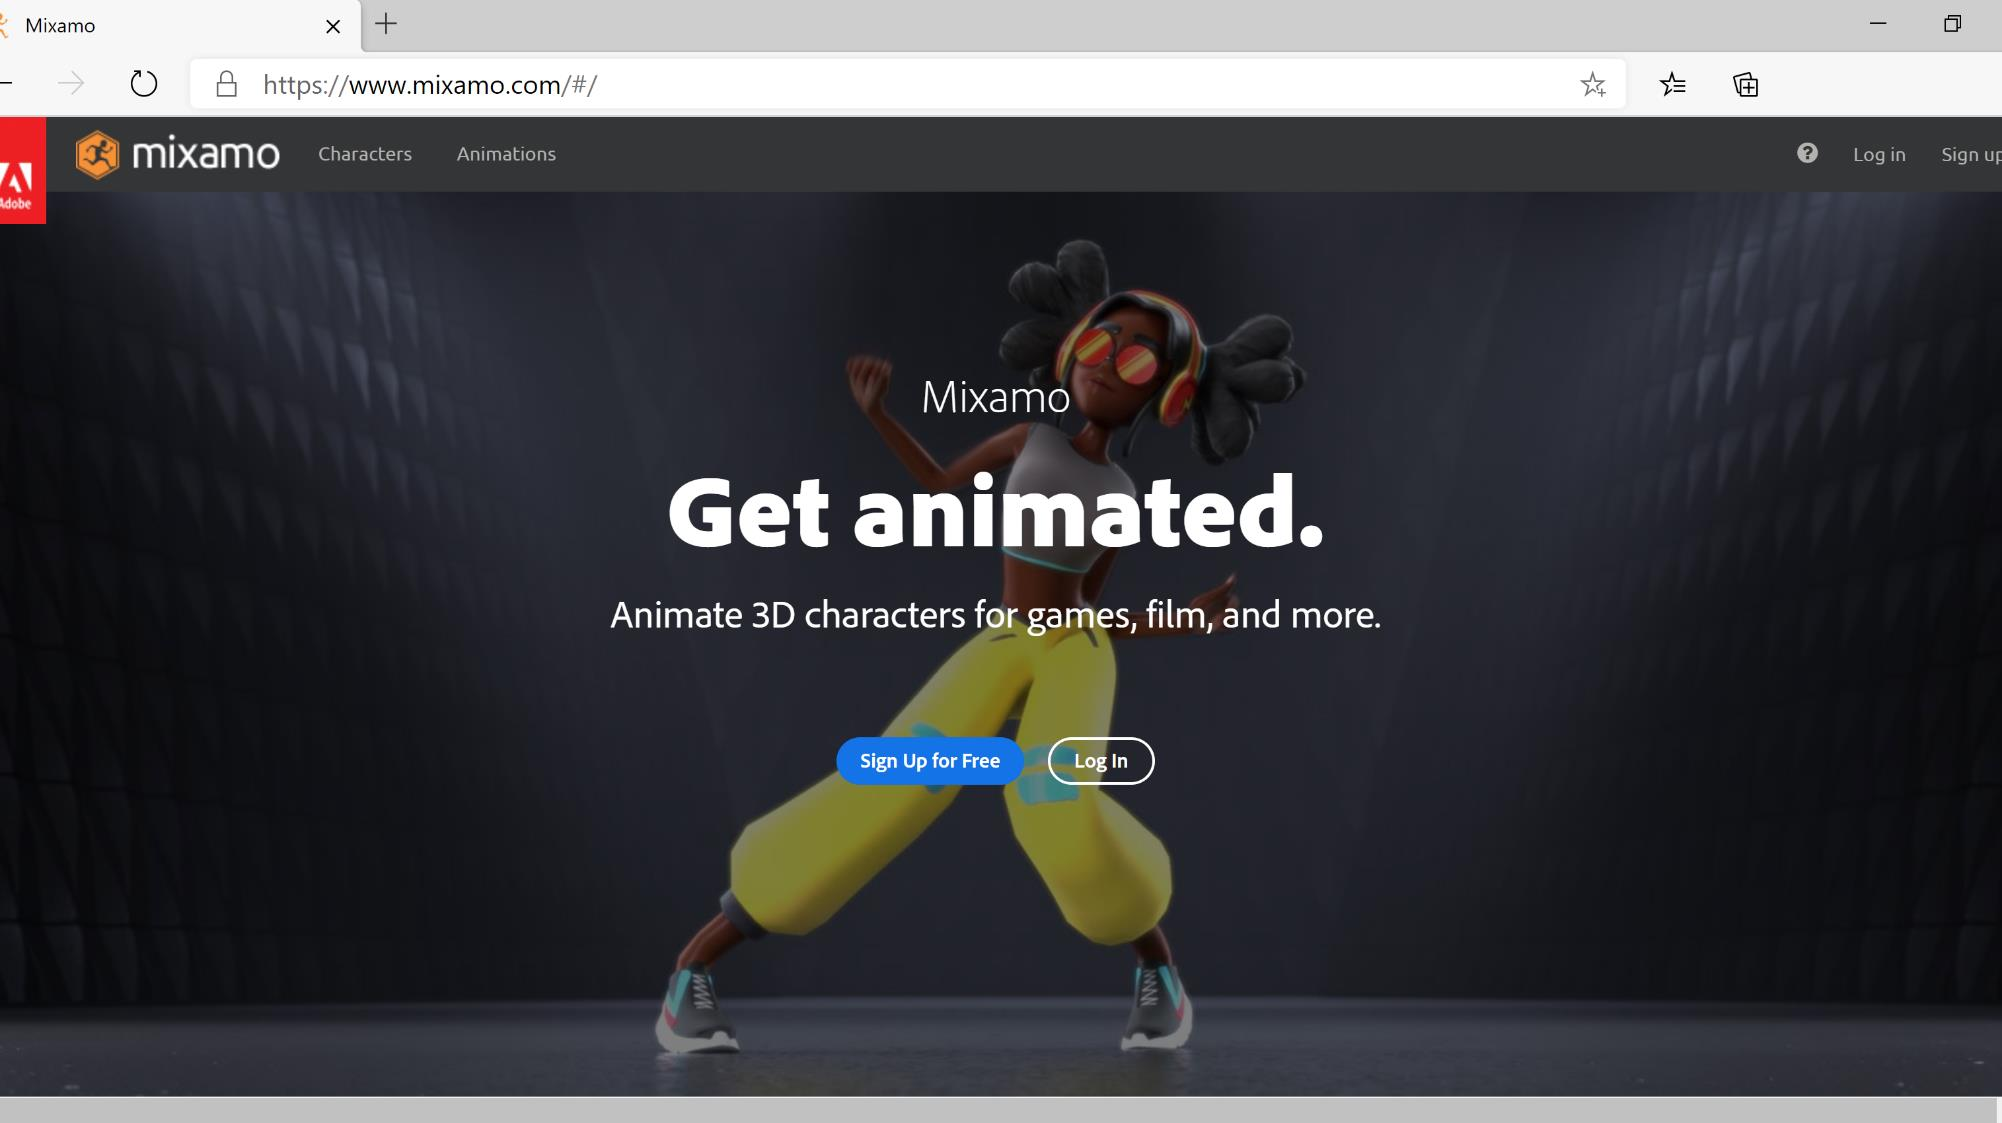 Mixamo
https://www.mixamo.com/#/
Adobe
mixamo Characters Animations Log in Sign up
Mixamo
Get animated.
Animate 3D characters for games, film, and more.
Sign Up for Free Log In